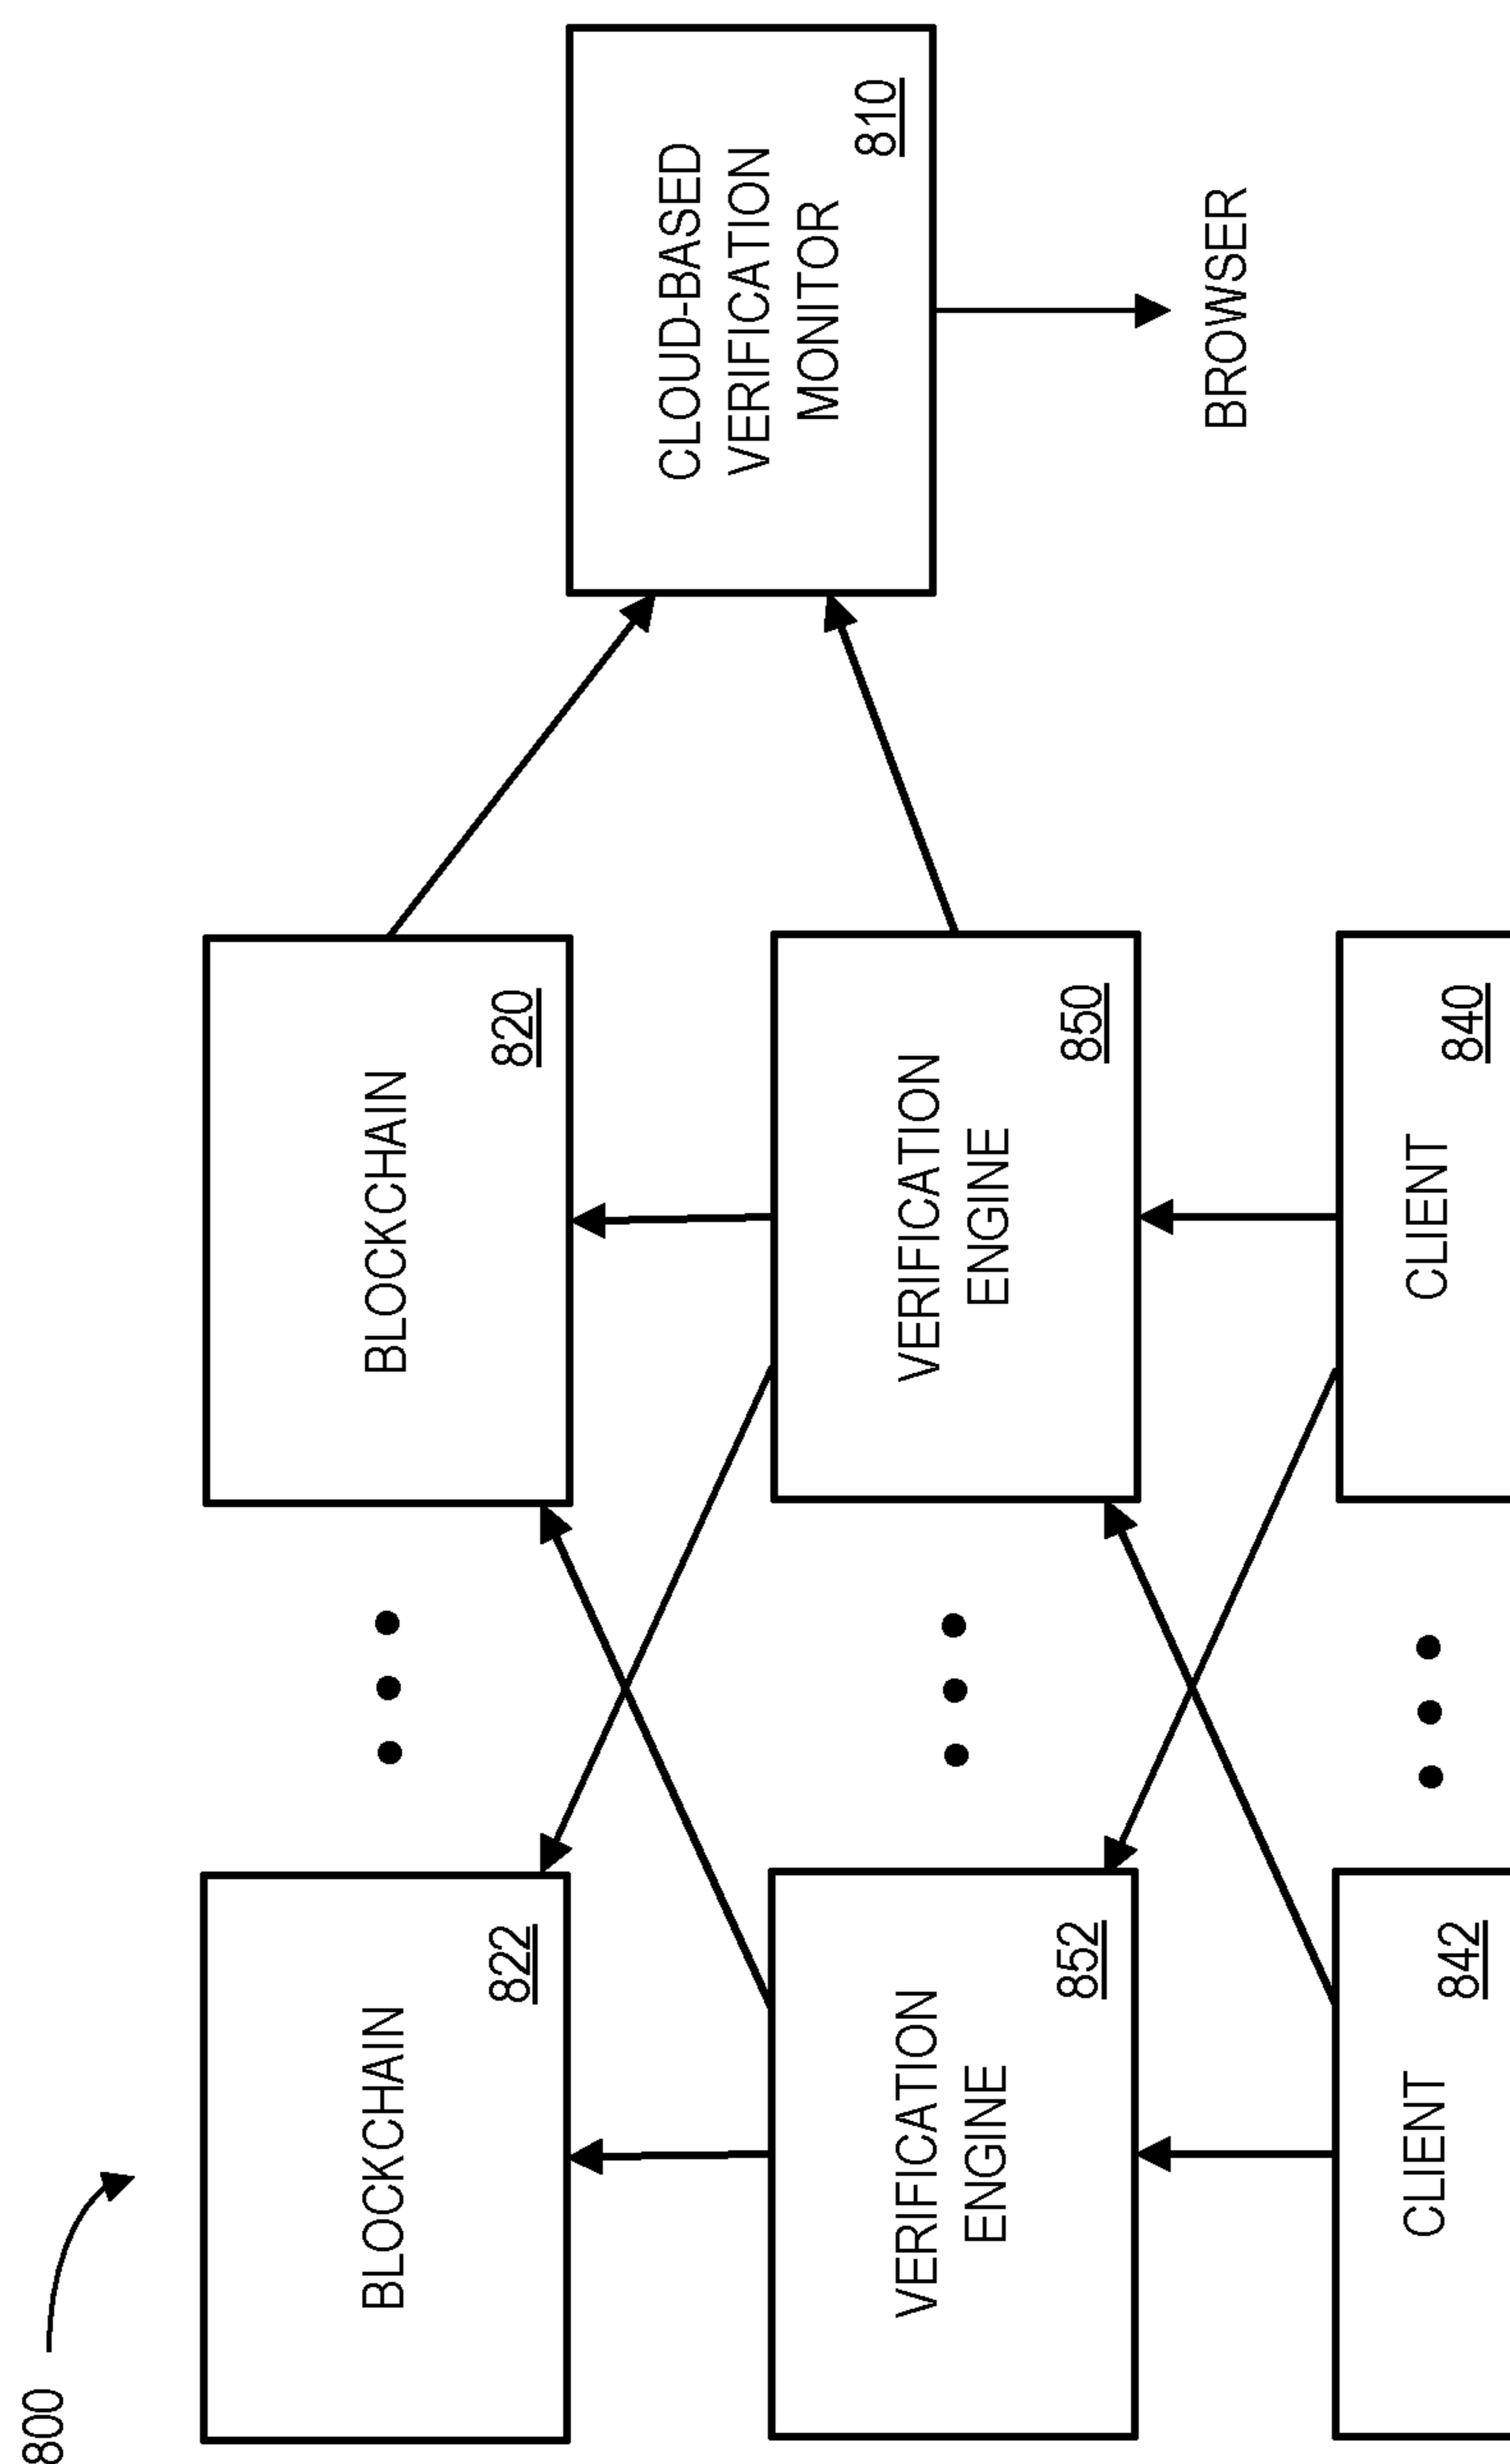 800
BLOCKCHAIN
822
BLOCKCHAIN
820
CLOUD-BASED
VERIFICATION
MONITOR
810
VERIFICATION
ENGINE
852
VERIFICATION
ENGINE
850
BROWSER
CLIENT
842
CLIENT
840